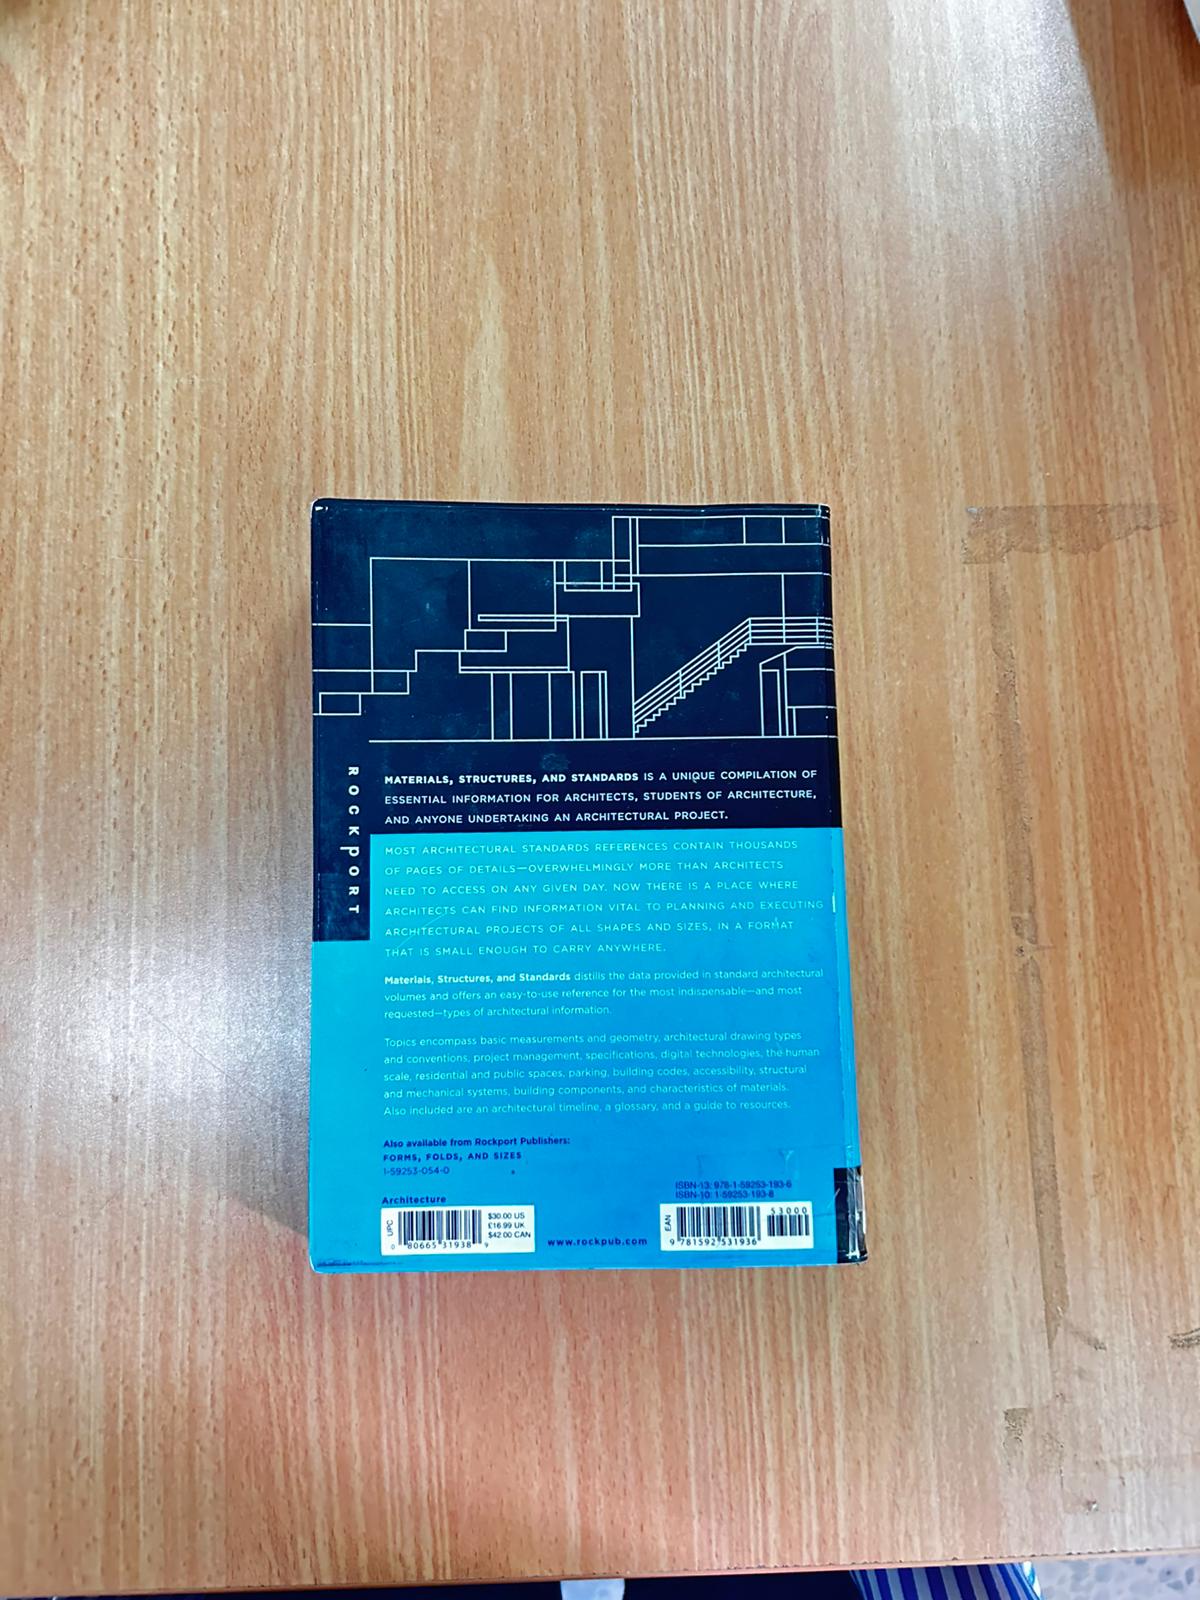 ROCKPORT
MATERIALS, STRUCTURES, AND STANDARDS IS A UNIQUE COMPILATION OF
ESSENTIAL INFORMATION FOR ARCHITECTS, STUDENTS OF ARCHITECTURE,
AND ANYONE UNDERTAKING AN ARCHITECTURAL PROJECT.
MOST ARCHITECTURAL STANDARDS REFERENCES CONTAIN THOUSANDS
OF PAGES OF DETAILS—OVERWHELMINGLY MORE THAN ARCHITECTS
NEED TO ACCESS ON ANY GIVEN DAY. NOW THERE IS A PLACE WHERE
ARCHITECTS CAN FIND INFORMATION VITAL TO PLANNING AND EXECUTING
ARCHITECTURAL PROJECTS OF ALL SHAPES AND SIZES, IN A FORMAT
THAT IS SMALL ENOUGH TO CARRY ANYWHERE.
Materials, Structures, and Standards distills the data provided in standard architectural
volumes and offers an easy-to-use reference for the most indispensable—and most
requested—types of architectural information.
Topics encompass basic measurements and geometry, architectural drawing types
and conventions, project management, specifications, digital technologies, the human
scale, residential and public spaces, parking, building codes, accessibility, structural
and mechanical systems, building components, and characteristics of materials.
Also included are an architectural timeline, a glossary, and a guide to resources.
Also available from Rockport Publishers:
FORMS, FOLDS, AND SIZES
1-59253-054-0
Architecture
UPC
0 80665 31938 9
$30.00 US
£16.99 UK
$42.00 CAN
www.rockpub.com
ISBN-13: 978-1-59253-193-6
ISBN-10: 1-59253-193-8
EAN
53000
9 781592 531936